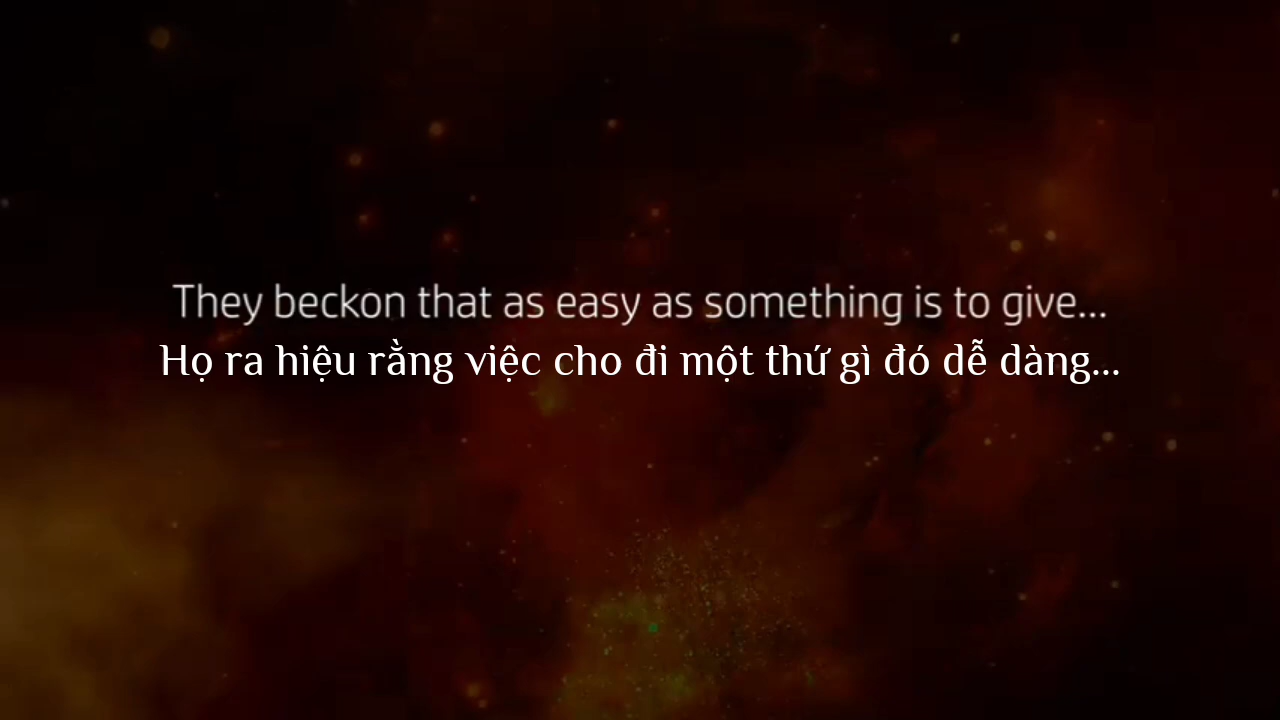 They beckon that as easy as something is to give...
Họ ra hiệu rằng việc cho đi một thứ gì đó dễ dàng...